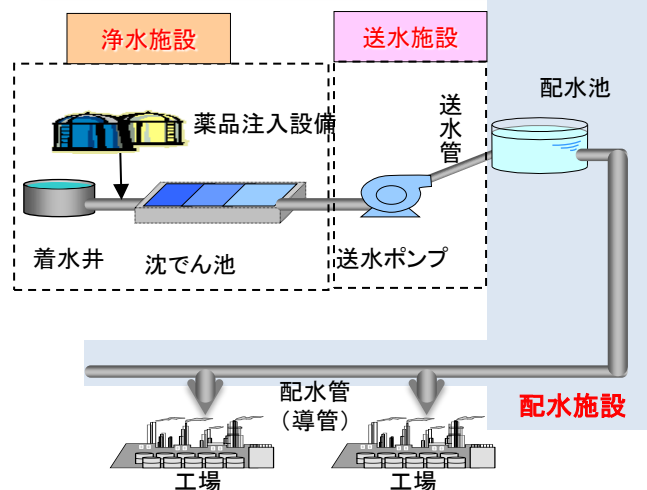 浄水施設
送水施設
配水池
薬品注入設備
送水管
着水井
沈でん池
送水ポンプ
配水管
（導管）
配水施設
工場
工場